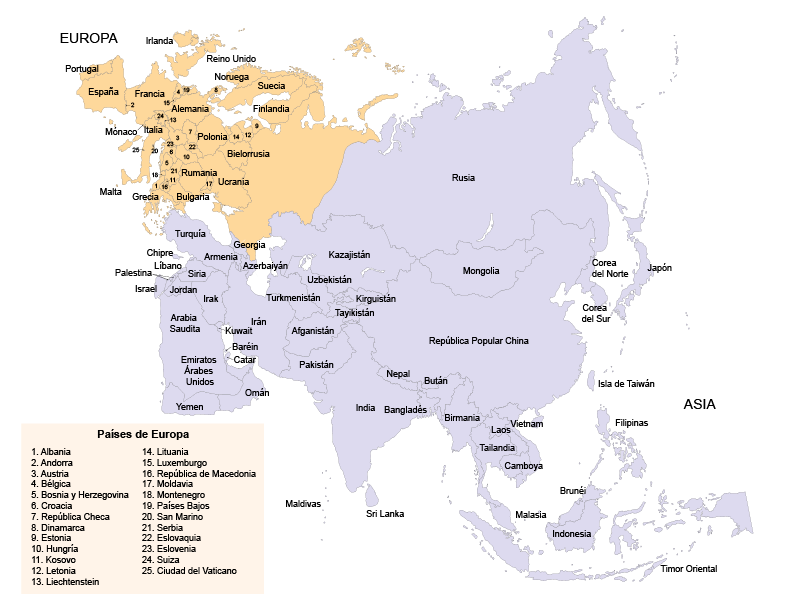 EUROPA
Irlanda
Reino Unido
Portugal
Noruega
España
Francia
4
19
8
Suecia
15
2
Alemania
Finlandia
24
13
Mónaco
Italia
7
9
3
Polonia
14
12
25
20
23
22
6
10
Bielorrusia
5
18
21
Rumania
11
1
16
17
Ucrania
Malta
Grecia
Bulgaria
Rusia
Turquía
Georgia
Chipre
Armenia
Kazajistán
Líbano
Azerbaiyán
Palestina
Siria
Mongolia
Corea
del Norte
Japón
Uzbekistán
Israel
Jordan
Irak
Turkmenistán
Kirguistán
Tayikistán
Corea
del Sur
Arabia
Saudita
Irán
Kuwait
Afganistán
República Popular China
Baréin
Catar
Emiratos
Árabes
Unidos
Pakistán
Nepal
Bután
Isla de Taiwán
Omán
Yemen
India
Bangladés
Birmania
ASIA
Vietnam
Laos
Filipinas
Tailandia
Camboya
Brunéi
Maldivas
Sri Lanka
Malasia
Indonesia
Timor Oriental
Países de Europa
1. Albania
2. Andorra
3. Austria
4. Bélgica
5. Bosnia y Herzegovina
6. Croacia
7. República Checa
8. Dinamarca
9. Estonia
10. Hungría
11. Kosovo
12. Letonia
13. Liechtenstein
14. Lituania
15. Luxemburgo
16. República de Macedonia
17. Moldavia
18. Montenegro
19. Países Bajos
20. San Marino
21. Serbia
22. Eslovaquia
23. Eslovenia
24. Suiza
25. Ciudad del Vaticano